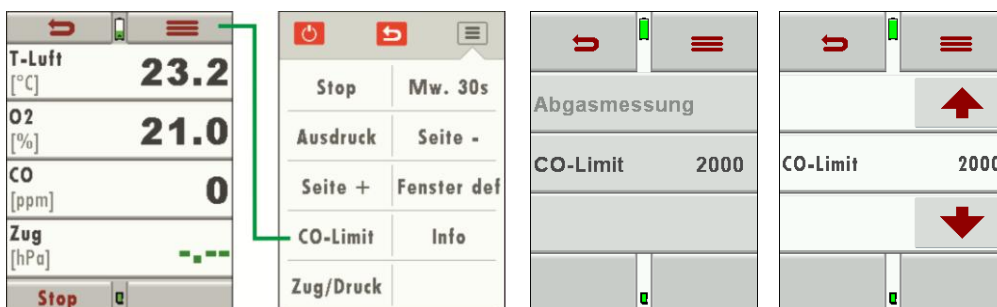 T-Luft
[°C]
23.2
O2
[%]
21.0
CO
[ppm]
0
Zug
[hPa]
-.--
Stop
Stop
Mw. 30s
Ausdruck
Seite -
Seite +
Fenster def
CO-Limit
Info
Zug/Druck
Abgasmessung
CO-Limit 2000
CO-Limit 2000